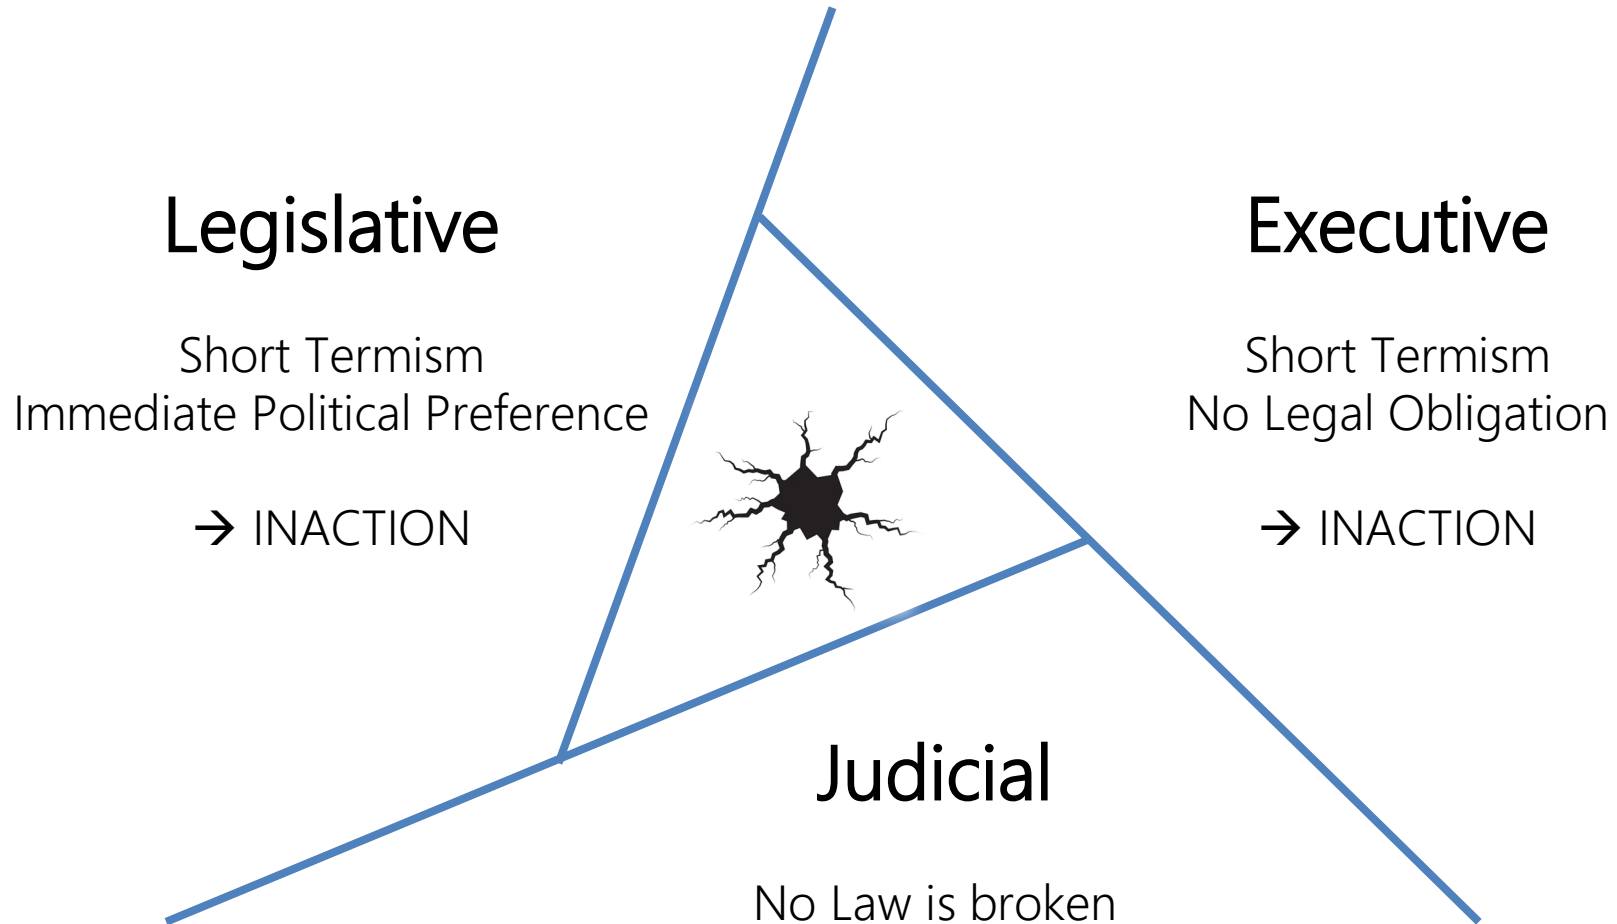 Legislative
Short Termism
Immediate Political Preference
→ INACTION
Executive
Short Termism
No Legal Obligation
→ INACTION
Judicial
No Law is broken